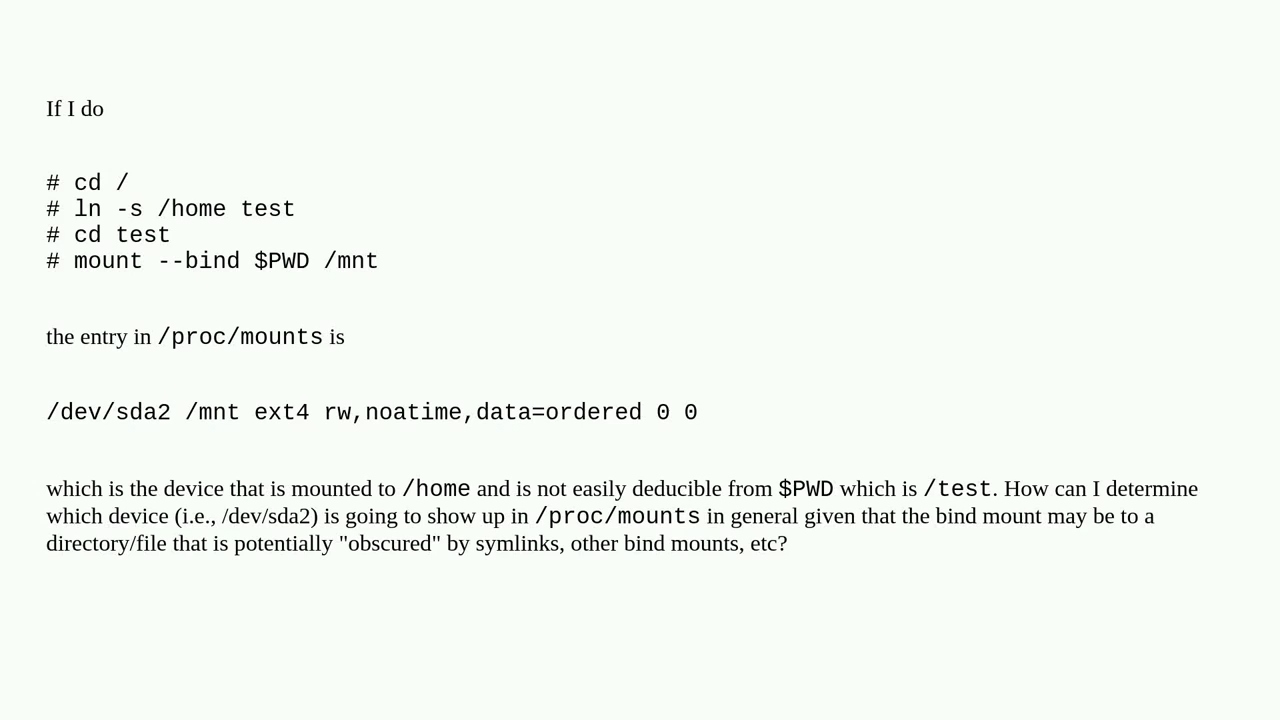 If I do
# cd /
# ln -s /home test
# cd test
# mount --bind $PWD /mnt
the entry in /proc/mounts is
/dev/sda2 /mnt ext4 rw,noatime,data=ordered 0 0
which is the device that is mounted to /home and is not easily deducible from $PWD which is /test. How can I determine
which device (i.e., /dev/sda2) is going to show up in /proc/mounts in general given that the bind mount may be to a
directory/file that is potentially "obscured" by symlinks, other bind mounts, etc?